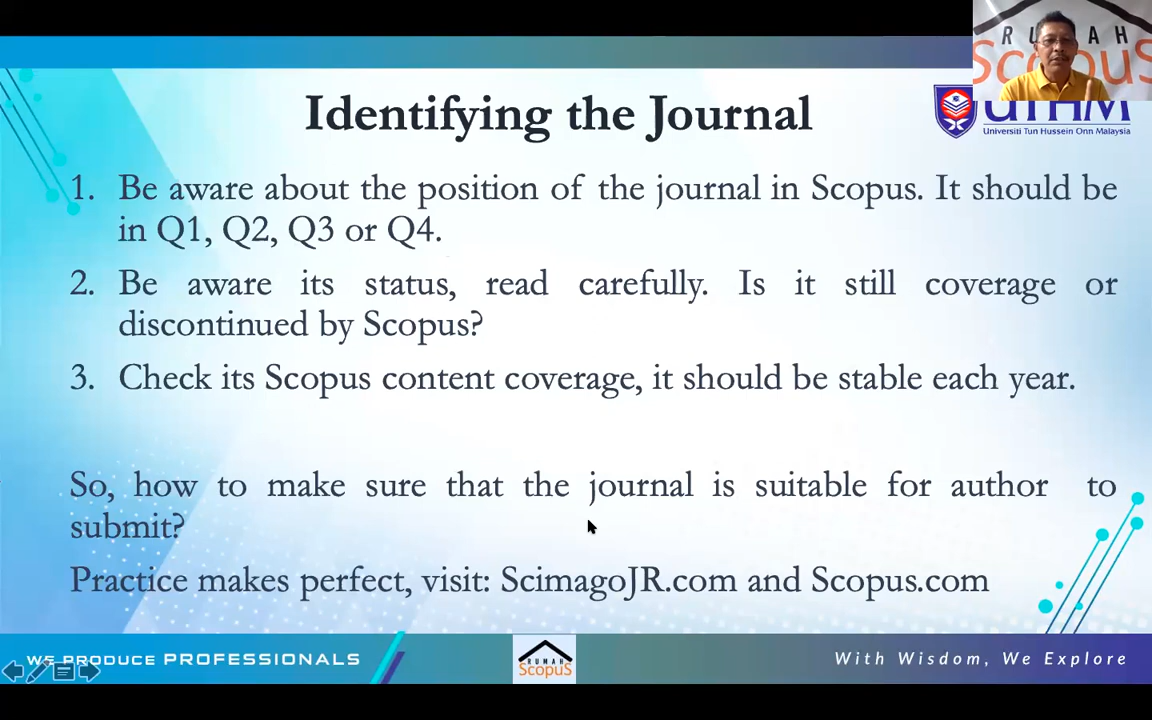 RUMAH
Scopus
UTHM
Universiti Tun Hussein Onn Malaysia
Identifying the Journal
1. Be aware about the position of the journal in Scopus. It should be
in Q1, Q2, Q3 or Q4.
2. Be aware its status, read carefully. Is it still coverage or
discontinued by Scopus?
3. Check its Scopus content coverage, it should be stable each year.
So, how to make sure that the journal is suitable for author to
submit?
Practice makes perfect, visit: ScimagoJR.com and Scopus.com
WE PRODUCE PROFESSIONALS
RUMAH
Scopus
With Wisdom, We Explore